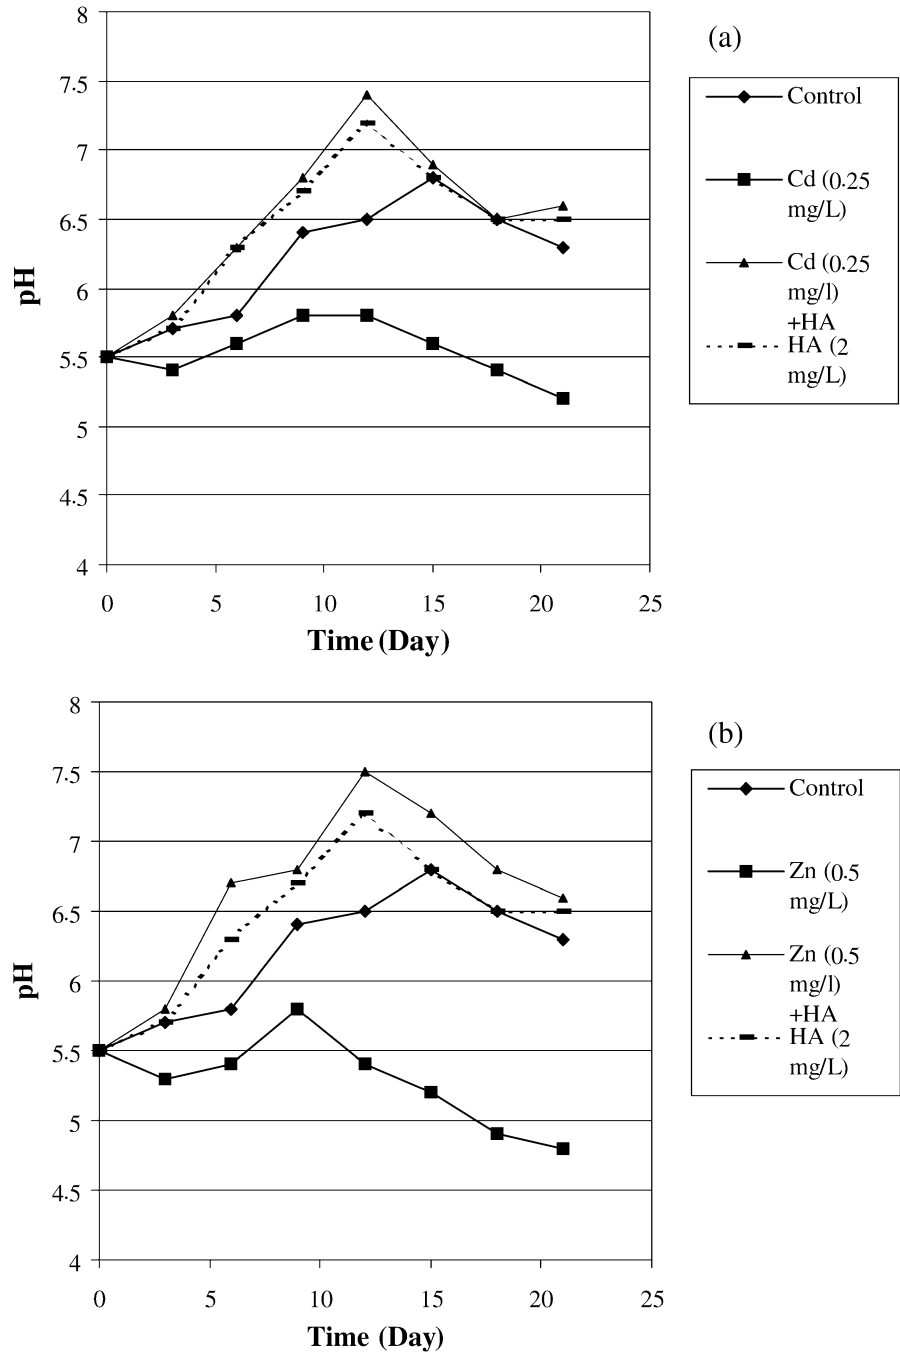 (a)
8
7.5
7
6.5
6
5.5
5
4.5
4
pH
0 5 10 15 20 25
Time (Day)
Control
Cd (0.25
mg/L)
Cd (0.25
mg/l)
+HA
HA (2
mg/L)
(b)
8
7.5
7
6.5
6
5.5
5
4.5
4
pH
0 5 10 15 20 25
Time (Day)
Control
Zn (0.5
mg/L)
Zn (0.5
mg/l)
+HA
HA (2
mg/L)